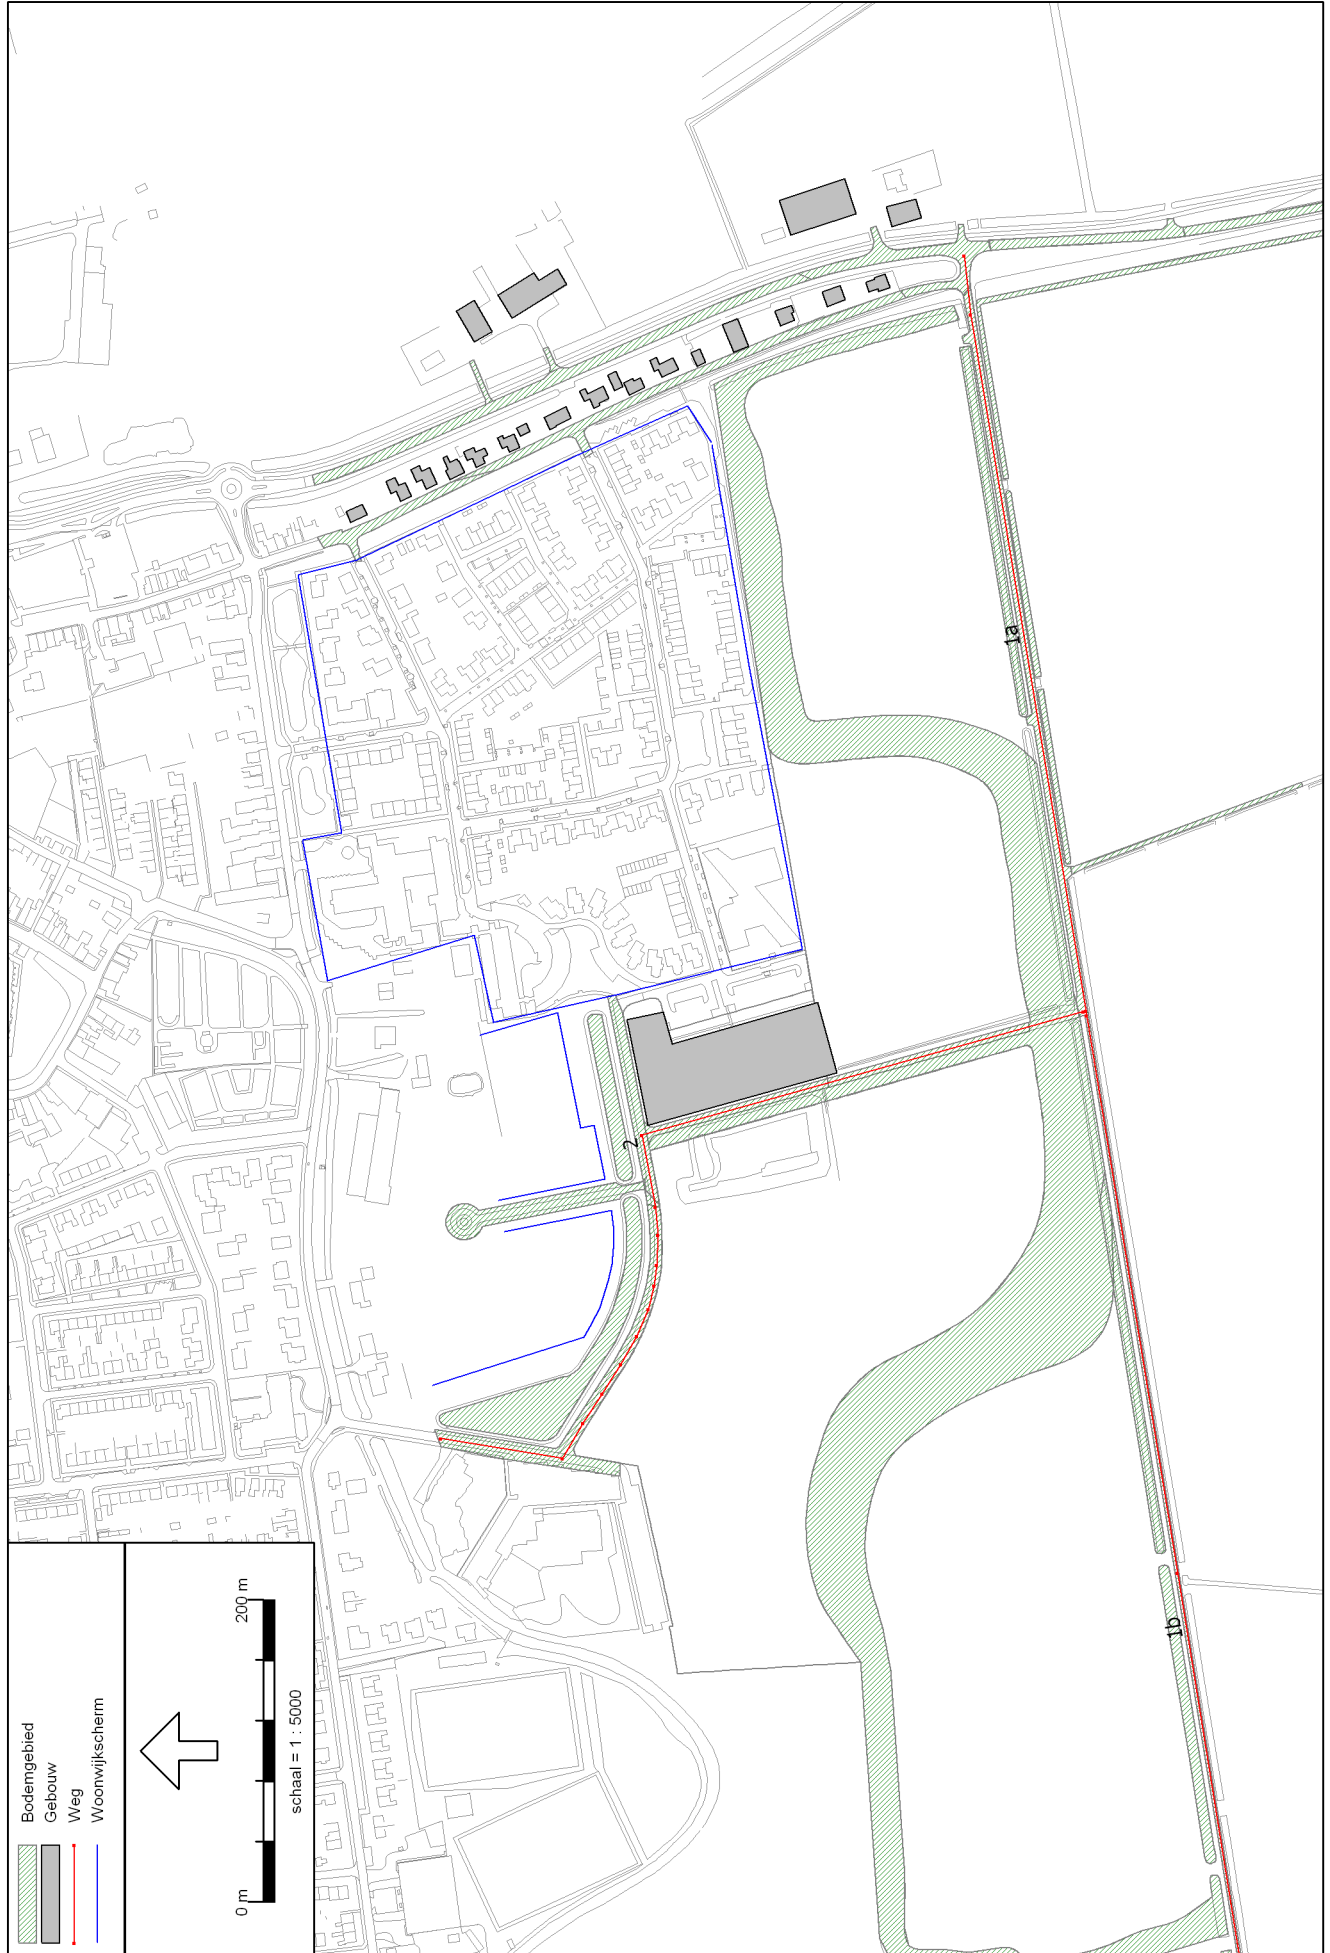 Bodemgebied
Gebouw
Weg
Woonwijkscherm
0 m
200 m
schaal = 1 : 5000
1a
2
1b